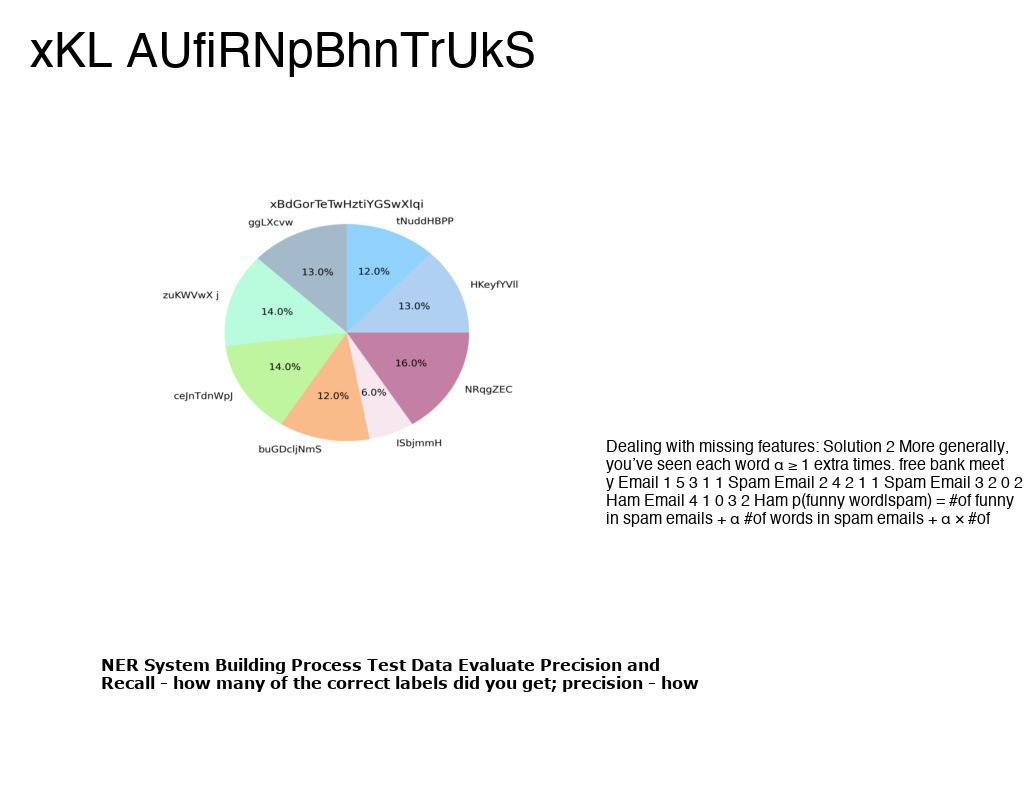 xKL AUfiRNpBhnTrUkS
xBdGorTeTwHztiYGSwXlqi
ggLXcvw
tNuddHBPP
HKeyfYVll
zuKWVwX j
13.0%
12.0%
13.0%
14.0%
14.0%
16.0%
12.0%
6.0%
ceJnTdnWpJ
NRqgZEC
buGDcljNmS
ISbjmmH
Dealing with missing features: Solution 2 More generally,
you’ve seen each word α ≥ 1 extra times. free bank meet
y Email 1 5 3 1 1 Spam Email 2 4 2 1 1 Spam Email 3 2 0 2
Ham Email 4 1 0 3 2 Ham p(funny word|spam) = #of funny
in spam emails + α #of words in spam emails + α × #of
NER System Building Process Test Data Evaluate Precision and
Recall – how many of the correct labels did you get; precision – how